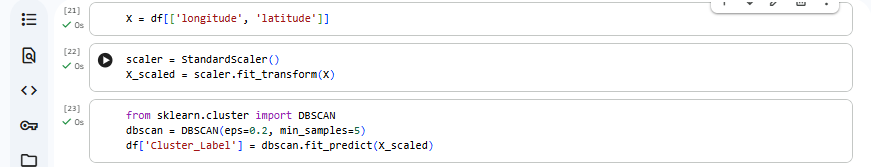 [21]
0s
X = df[['longitude', 'latitude']]
[22]
0s
scaler = StandardScaler()
X_scaled = scaler.fit_transform(X)
[23]
0s
from sklearn.cluster import DBSCAN
dbscan = DBSCAN(eps=0.2, min_samples=5)
df['Cluster_Label'] = dbscan.fit_predict(X_scaled)